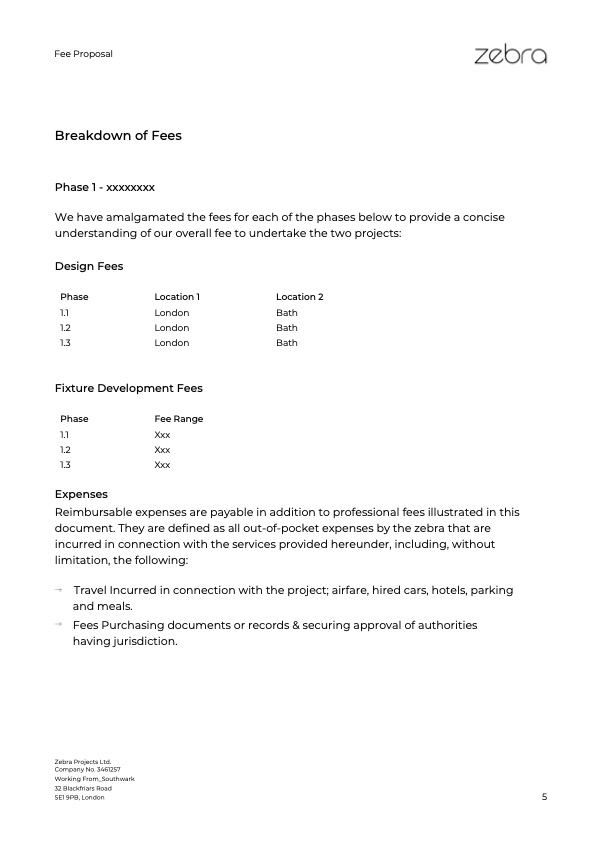 Fee Proposal
zebra
Breakdown of Fees
Phase 1 - xxxxxxxx
We have amalgamated the fees for each of the phases below to provide a concise
understanding of our overall fee to undertake the two projects:
Design Fees
Phase Location 1 Location 2
1.1 London Bath
1.2 London Bath
1.3 London Bath
Fixture Development Fees
Phase Fee Range
1.1 Xxx
1.2 Xxx
1.3 Xxx
Expenses
Reimbursable expenses are payable in addition to professional fees illustrated in this
document. They are defined as all out-of-pocket expenses by the zebra that are
incurred in connection with the services provided hereunder, including, without
limitation, the following:
→ Travel Incurred in connection with the project; airfare, hired cars, hotels, parking
and meals.
→ Fees Purchasing documents or records & securing approval of authorities
having jurisdiction.
Zebra Projects Ltd.
Company No. 3461257
Working From_Southwark
32 Blackfriars Road
SE1 9PB, London
5